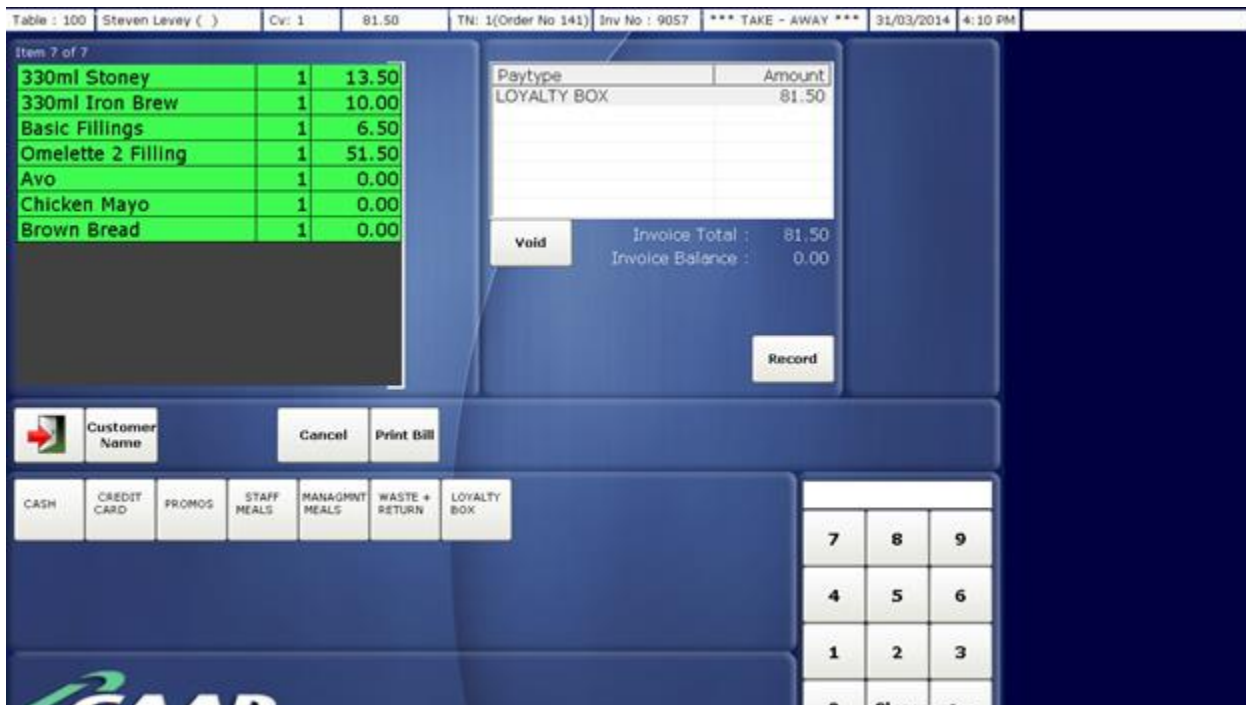 Table : 100 Steven Levey ( ) Cv: 1 81.50 TN: 1(Order No 141) Inv No : 9057 *** TAKE - AWAY *** 31/03/2014 4:10 PM
Item 7 of 7
330ml Stoney 1 13.50
330ml Iron Brew 1 10.00
Basic Fillings 1 6.50
Omelette 2 Filling 1 51.50
Avo 1 0.00
Chicken Mayo 1 0.00
Brown Bread 1 0.00
Paytype Amount
LOYALTY BOX 81.50
Void
Invoice Total : 81.50
Invoice Balance : 0.00
Record
Customer
Name
Cancel
Print Bill
CASH
CREDIT
CARD
PROMOS
STAFF
MEALS
MANAGMNT
MEALS
WASTE +
RETURN
LOYALTY
BOX
7 8 9
4 5 6
1 2 3
GAAP